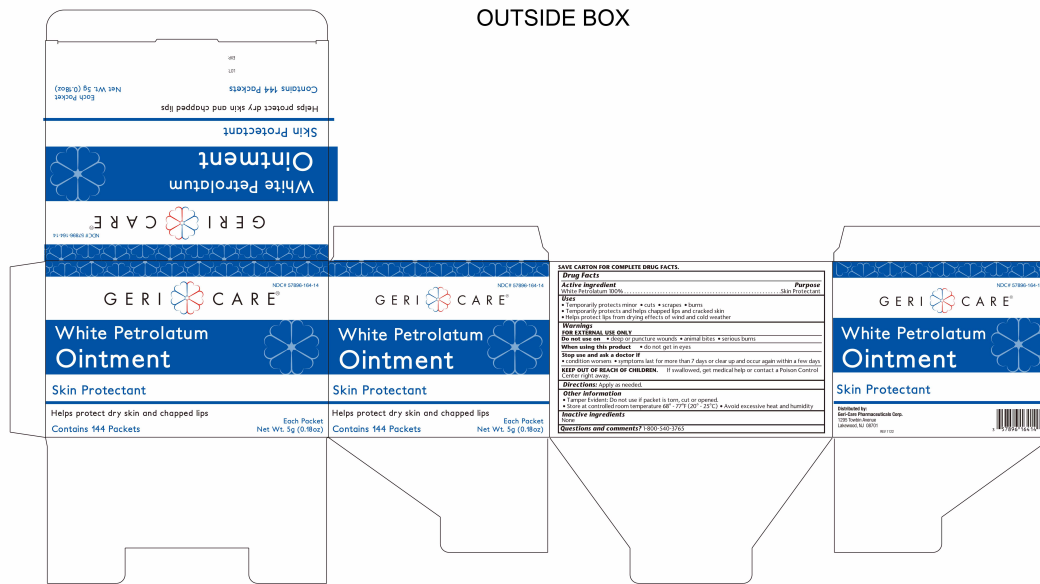 OUTSIDE BOX
EXP
LOT
Contains 144 Packets
Each Packet
Net Wt. 5g (0.18oz)
Helps protect dry skin and chapped lips
Skin Protectant
Ointment
White Petrolatum
GERI CARE®
NDC# 57896-164-14
NDC# 57896-164-14
GERI CARE®
White Petrolatum
Ointment
Skin Protectant
Helps protect dry skin and chapped lips
Contains 144 Packets
Each Packet
Net Wt. 5g (0.18oz)
NDC# 57896-164-14
GERI CARE®
White Petrolatum
Ointment
Skin Protectant
Helps protect dry skin and chapped lips
Contains 144 Packets
Each Packet
Net Wt. 5g (0.18oz)
SAVE CARTON FOR COMPLETE DRUG FACTS.
Drug Facts
Active ingredient Purpose
White Petrolatum 100% Skin Protectant
Uses
• Temporarily protects minor • cuts • scrapes • burns
• Temporarily protects and helps chapped lips and cracked skin
• Helps protect lips from drying effects of wind and cold weather
Warnings
FOR EXTERNAL USE ONLY
Do not use on • deep or puncture wounds • animal bites • serious burns
When using this product • do not get in eyes
Stop use and ask a doctor if
• condition worsens • symptoms last for more than 7 days or clear up and occur again within a few days
KEEP OUT OF REACH OF CHILDREN. If swallowed, get medical help or contact a Poison Control
Center right away.
Directions: Apply as needed.
Other information
• Tamper Evident: Do not use if packet is torn, cut or opened.
• Store at controlled room temperature 68° - 77°F (20° - 25°C) • Avoid excessive heat and humidity
Inactive ingredients
None
Questions and comments? 1-800-540-3765
NDC# 57896-164-1
GERI CARE®
White Petrolatum
Ointment
Skin Protectant
Distributed by:
Geri-Care Pharmaceuticals Corp.
1295 Towbin Avenue
Lakewood, NJ 08701
3 57896 16414